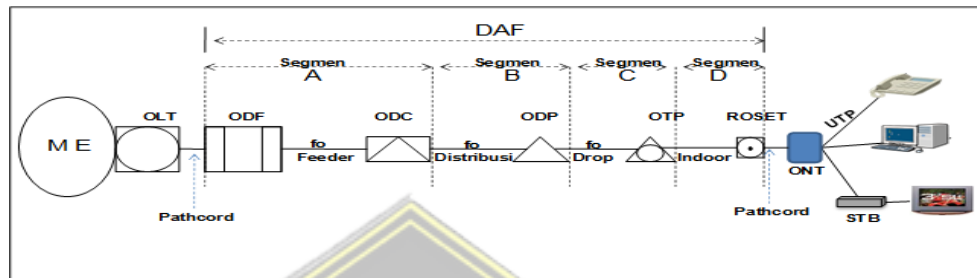 DAF
Segmen Segmen Segmen Segmen
A B C D
OLT ODF ODC ODP OTP ROSET
ME
UTP
fo fo fo
Feeder Distribusi Drop Indoor
ONT
Pathcord Pathcord
STB